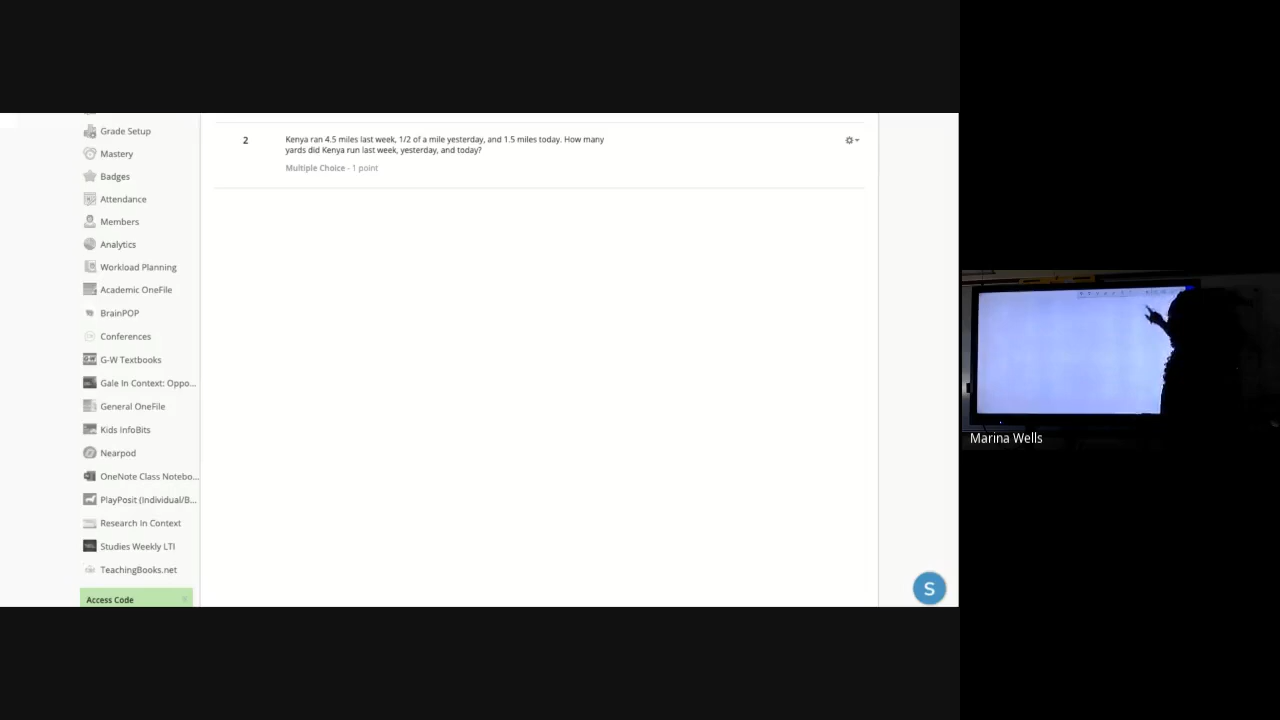 Grade Setup
Mastery
Badges
Attendance
Members
Analytics
Workload Planning
Academic OneFile
BrainPOP
Conferences
G-W Textbooks
Gale In Context: Oppo...
General OneFile
Kids InfoBits
Nearpod
OneNote Class Notebo...
PlayPosit (Individual/B...
Research In Context
Studies Weekly LTI
TeachingBooks.net
Access Code
2
Kenya ran 4.5 miles last week, 1/2 of a mile yesterday, and 1.5 miles today. How many
yards did Kenya run last week, yesterday, and today?
Multiple Choice - 1 point
S
Marina Wells